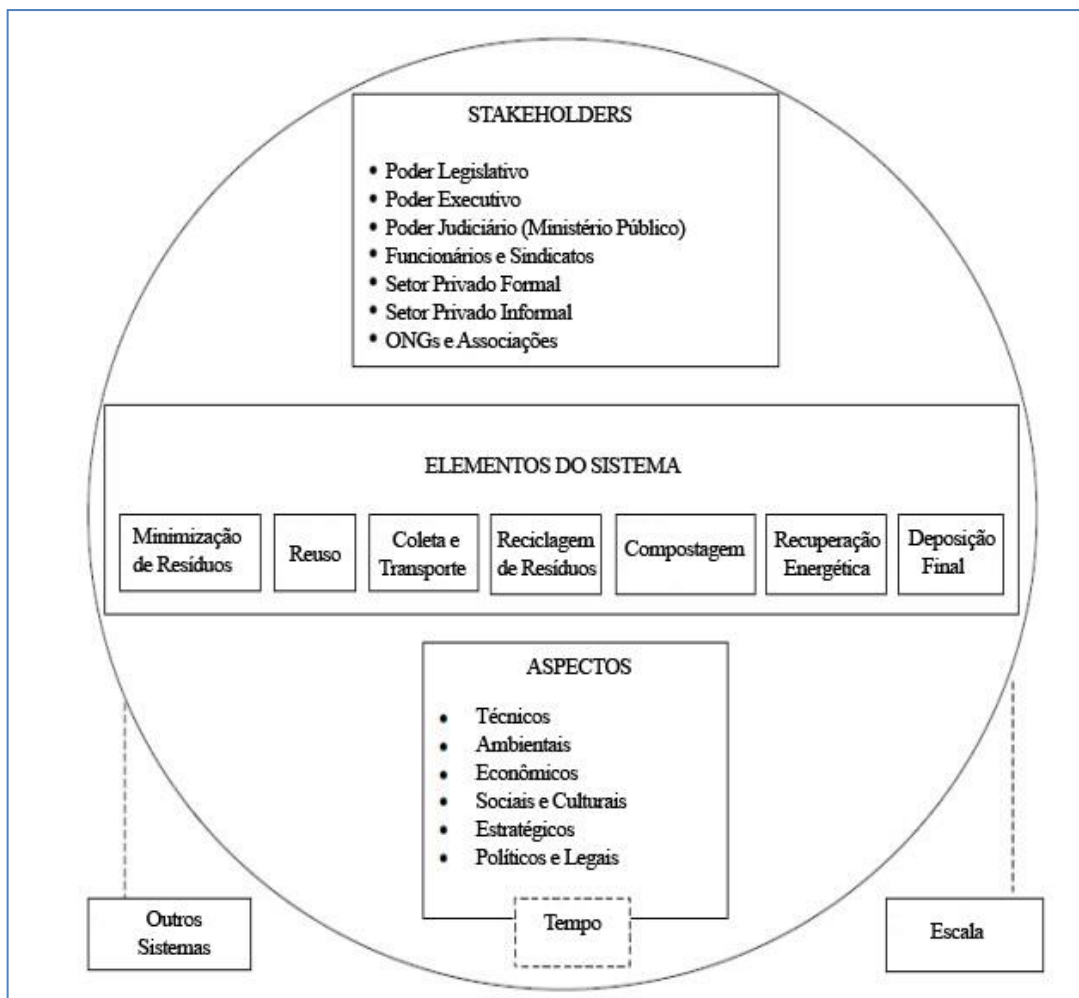 STAKEHOLDERS
• Poder Legislativo
• Poder Executivo
• Poder Judiciário (Ministério Público)
• Funcionários e Sindicatos
• Setor Privado Formal
• Setor Privado Informal
• ONGs e Associações
ELEMENTOS DO SISTEMA
Minimização
de Resíduos
Reuso
Coleta e
Transporte
Reciclagem
de Resíduos
Compostagem
Recuperação
Energética
Deposição
Final
ASPECTOS
• Técnicos
• Ambientais
• Econômicos
• Sociais e Culturais
• Estratégicos
• Políticos e Legais
Outros
Sistemas
Tempo
Escala